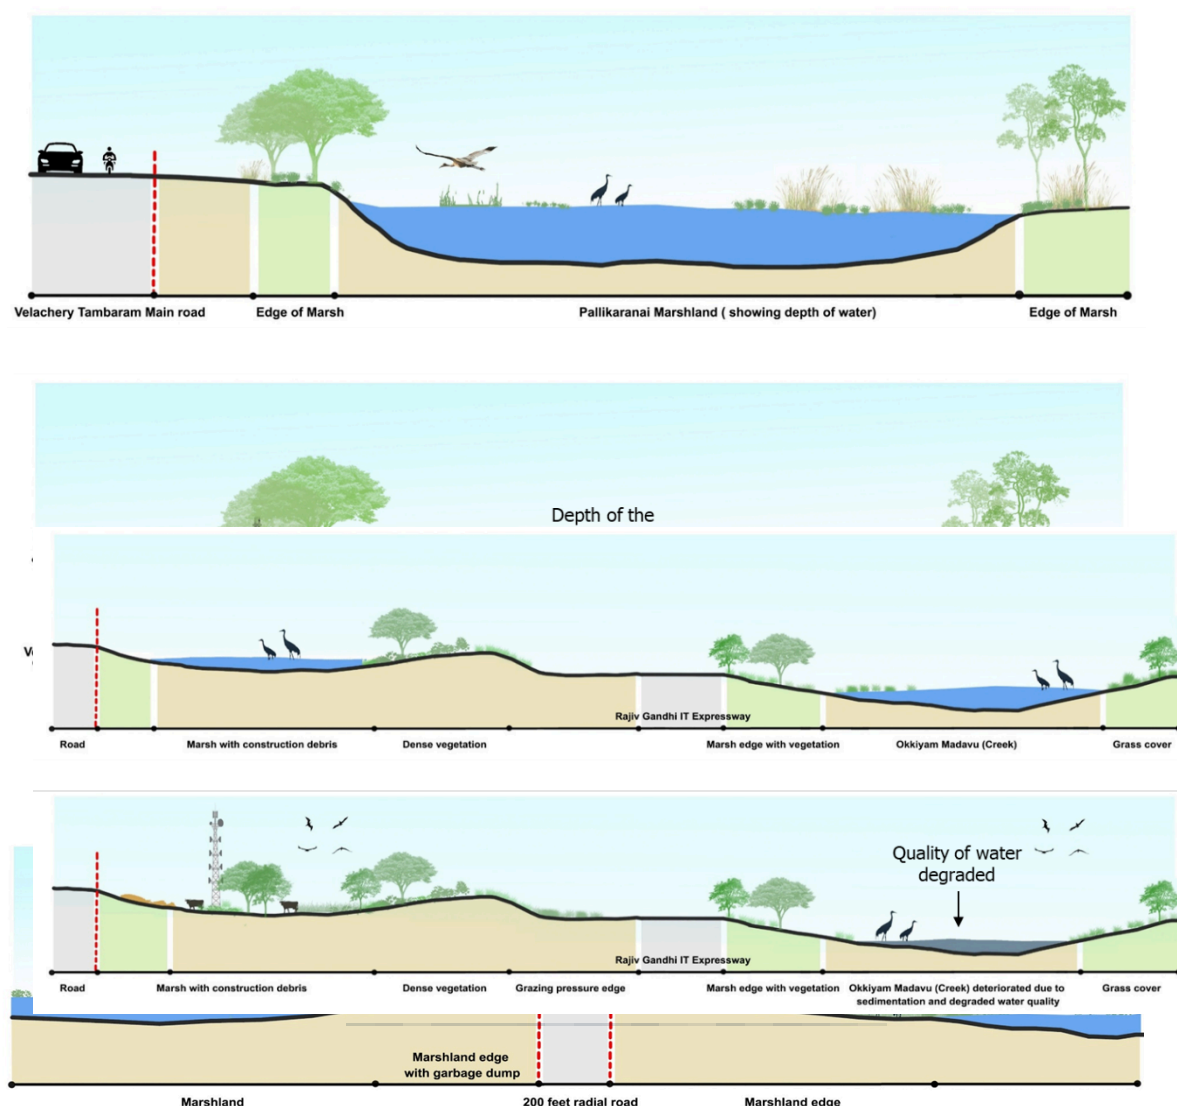 Velachery Tambaram Main road
Edge of Marsh
Pallikaranai Marshland ( showing depth of water)
Edge of Marsh
Depth of the
Rajiv Gandhi IT Expressway
Road
Marsh with construction debris
Dense vegetation
Marsh edge with vegetation
Okkiyam Madavu (Creek)
Grass cover
Quality of water
degraded
Rajiv Gandhi IT Expressway
Road
Marsh with construction debris
Dense vegetation
Grazing pressure edge
Marsh edge with vegetation
Okkiyam Madavu (Creek) deteriorated due to
sedimentation and degraded water quality
Grass cover
Marshland edge
with garbage dump
Marshland
200 feet radial road
Marshland edge